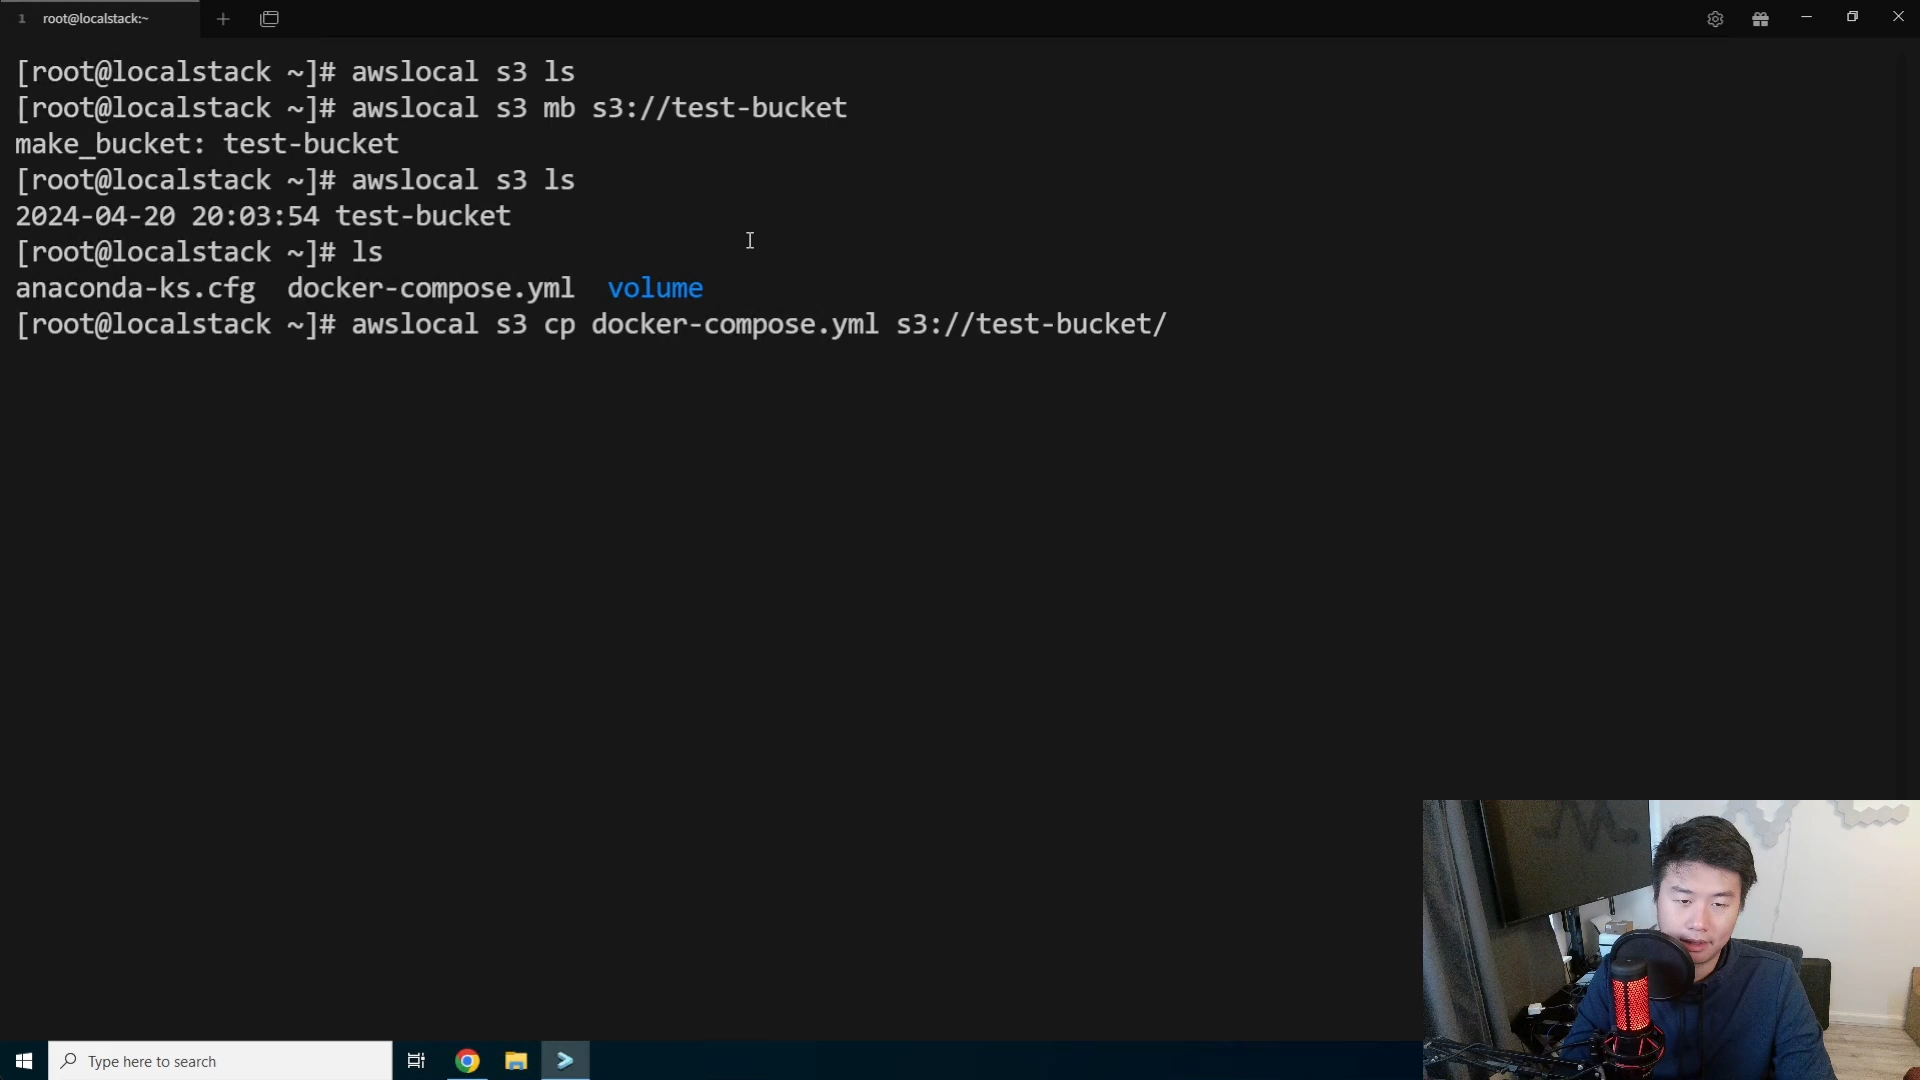 1 root@localstack:~
[root@localstack ~]# awslocal s3 ls
[root@localstack ~]# awslocal s3 mb s3://test-bucket
make_bucket: test-bucket
[root@localstack ~]# awslocal s3 ls
2024-04-20 20:03:54 test-bucket
[root@localstack ~]# ls
anaconda-ks.cfg  docker-compose.yml  volume
[root@localstack ~]# awslocal s3 cp docker-compose.yml s3://test-bucket/
Type here to search